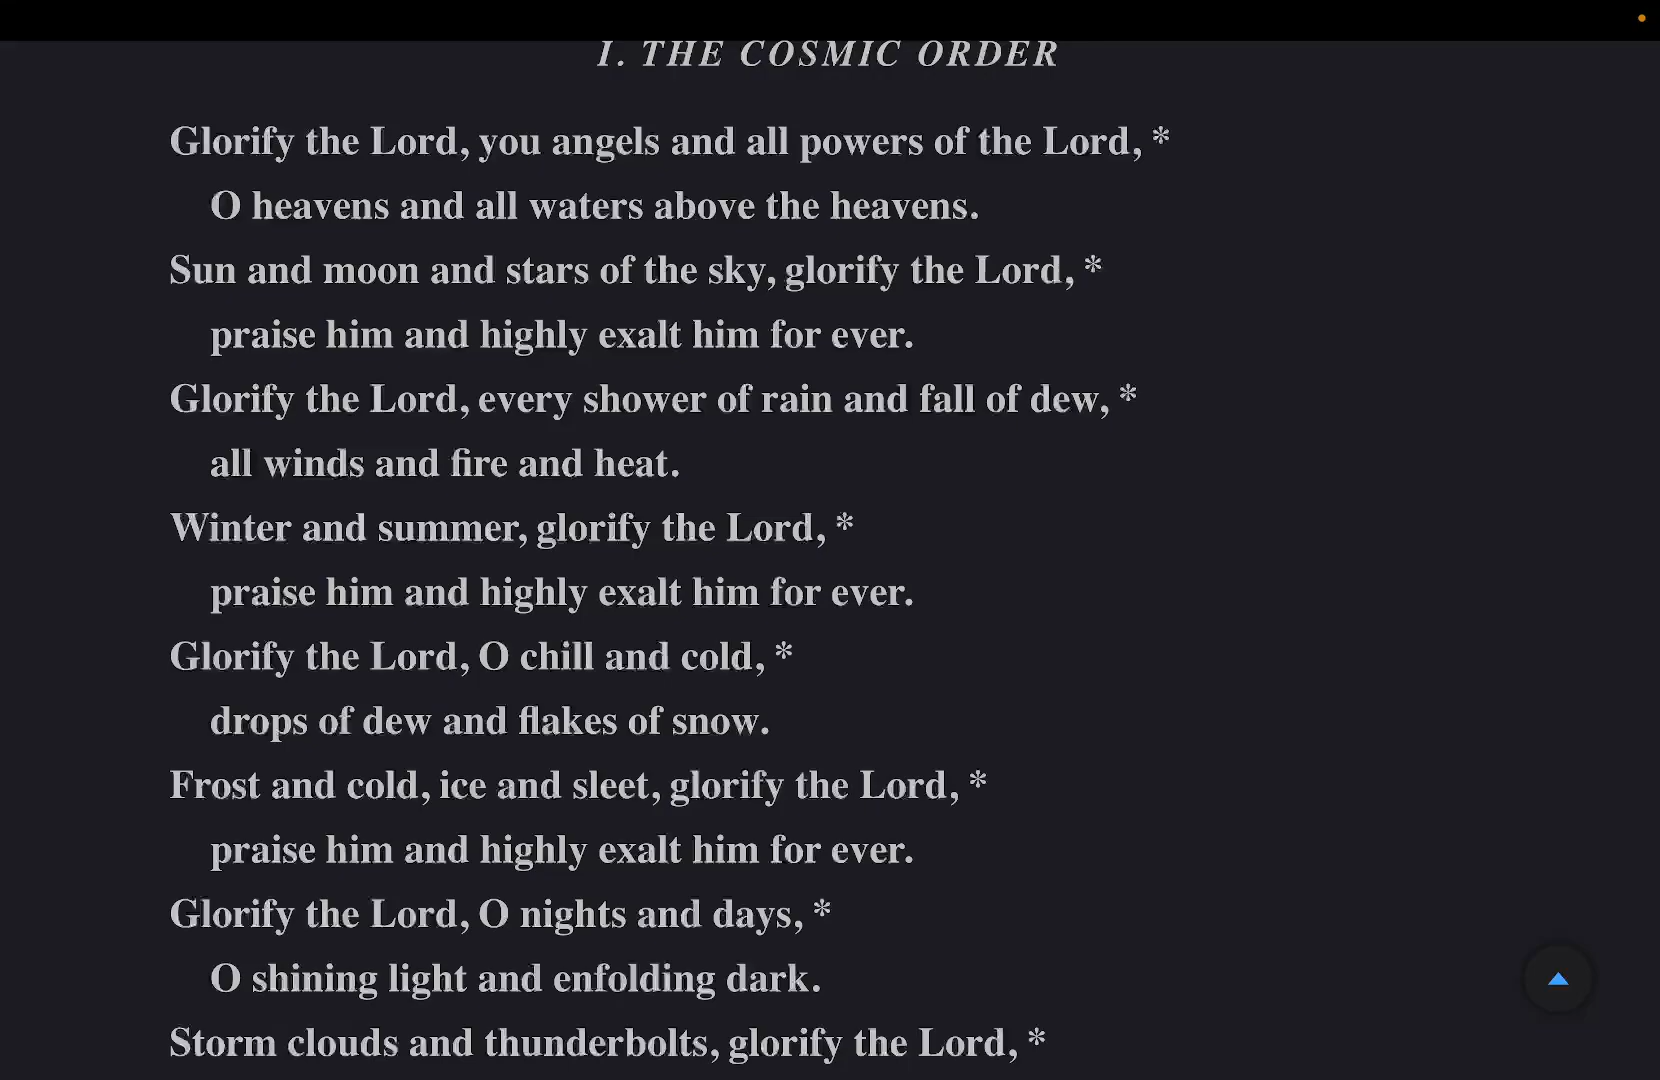 I. THE COSMIC ORDER
Glorify the Lord, you angels and all powers of the Lord, *
O heavens and all waters above the heavens.
Sun and moon and stars of the sky, glorify the Lord, *
praise him and highly exalt him for ever.
Glorify the Lord, every shower of rain and fall of dew, *
all winds and fire and heat.
Winter and summer, glorify the Lord, *
praise him and highly exalt him for ever.
Glorify the Lord, O chill and cold, *
drops of dew and flakes of snow.
Frost and cold, ice and sleet, glorify the Lord, *
praise him and highly exalt him for ever.
Glorify the Lord, O nights and days, *
O shining light and enfolding dark.
Storm clouds and thunderbolts, glorify the Lord, *